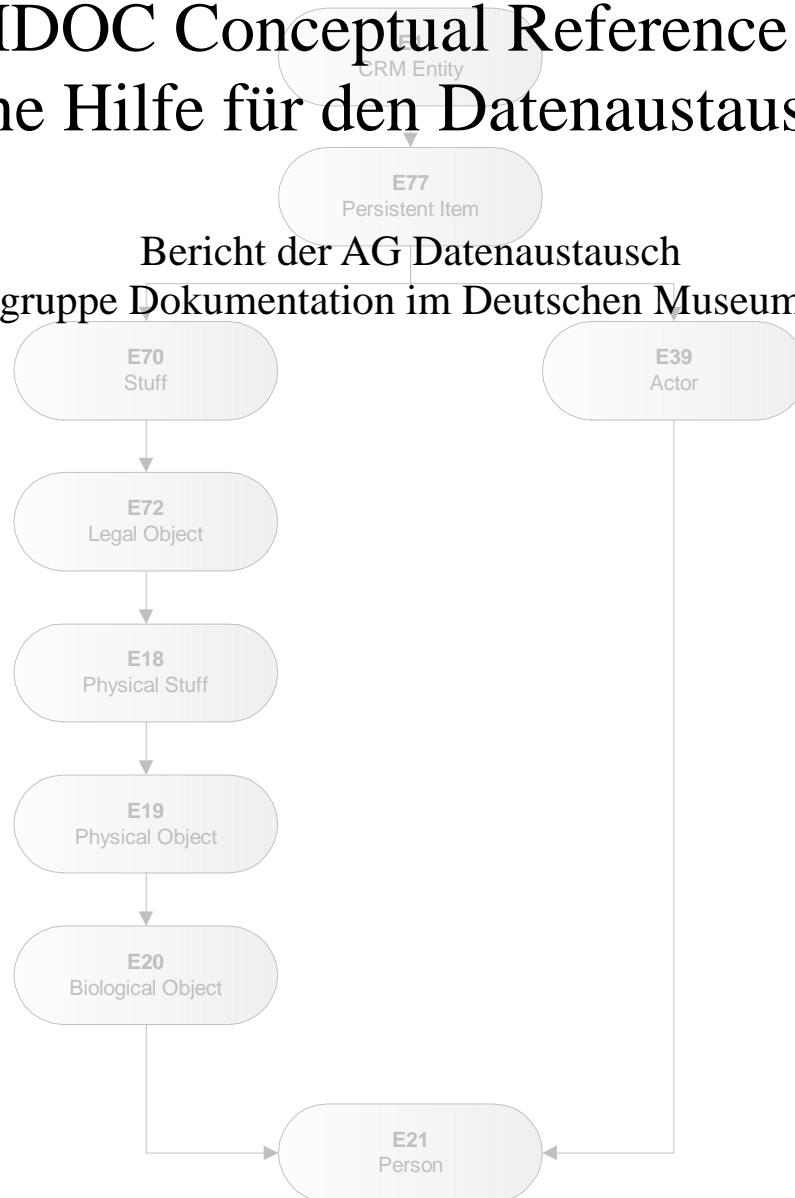 IDOC Conceptual Reference
E1
CRM Entity
ne Hilfe für den Datenaustaus
E77
Persistent Item
Bericht der AG Datenaustausch
gruppe Dokumentation im Deutschen Museum
E70
Stuff
E39
Actor
E72
Legal Object
E18
Physical Stuff
E19
Physical Object
E20
Biological Object
E21
Person